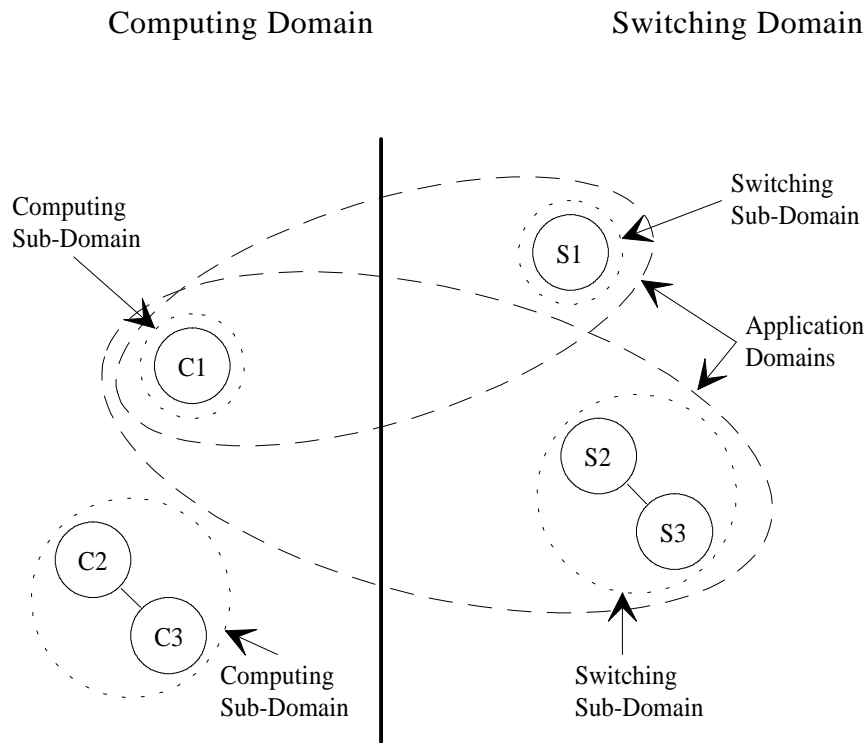 Computing Domain
Switching Domain
Computing
Sub-Domain
Switching
Sub-Domain
S1
Application
Domains
C1
S2
S3
C2
C3
Computing
Sub-Domain
Switching
Sub-Domain